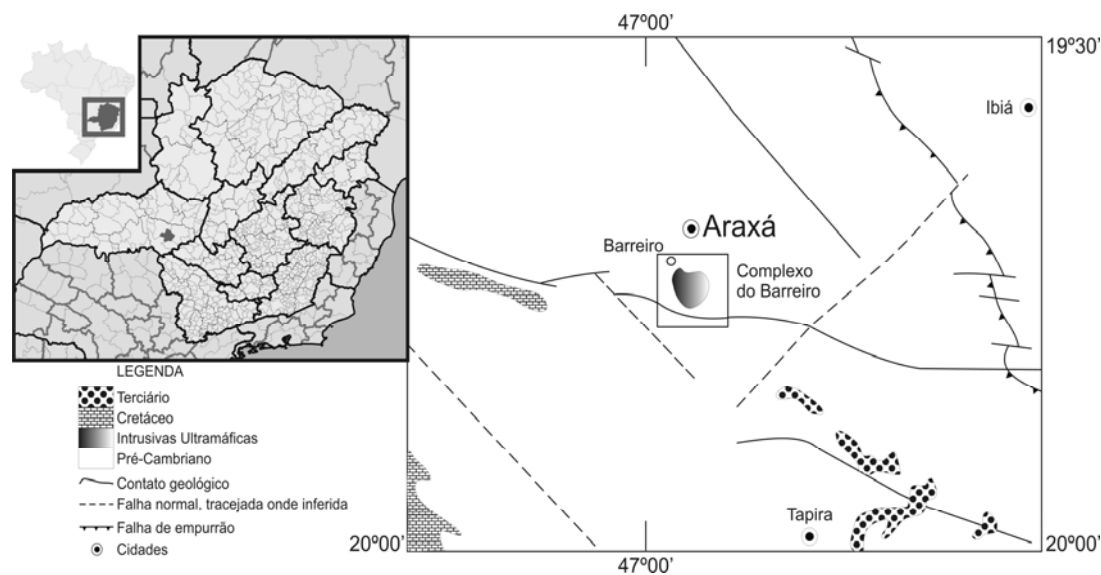 47º00'
19º30'
Ibiá
Araxá
Barreiro
Complexo
do Barreiro
LEGENDA
Terciário
Cretáceo
Intrusivas Ultramáficas
Pré-Cambriano
Contato geológico
Falha normal, tracejada onde inferida
Falha de empurrão
Cidades
Tapira
20º00'
47º00'
20º00'